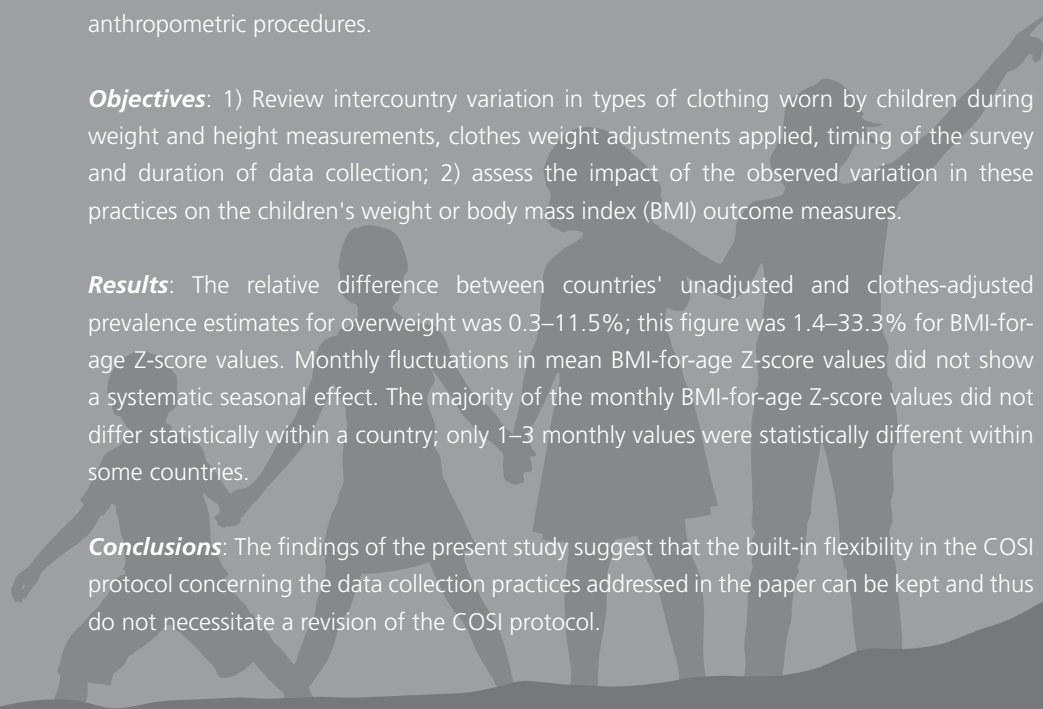 anthropometric procedures.
Objectives: 1) Review intercountry variation in types of clothing worn by children during
weight and height measurements, clothes weight adjustments applied, timing of the survey
and duration of data collection; 2) assess the impact of the observed variation in these
practices on the children's weight or body mass index (BMI) outcome measures.
Results: The relative difference between countries' unadjusted and clothes-adjusted
prevalence estimates for overweight was 0.3–11.5%; this figure was 1.4–33.3% for BMI-for-
age Z-score values. Monthly fluctuations in mean BMI-for-age Z-score values did not show
a systematic seasonal effect. The majority of the monthly BMI-for-age Z-score values did not
differ statistically within a country; only 1–3 monthly values were statistically different within
some countries.
Conclusions: The findings of the present study suggest that the built-in flexibility in the COSI
protocol concerning the data collection practices addressed in the paper can be kept and thus
do not necessitate a revision of the COSI protocol.